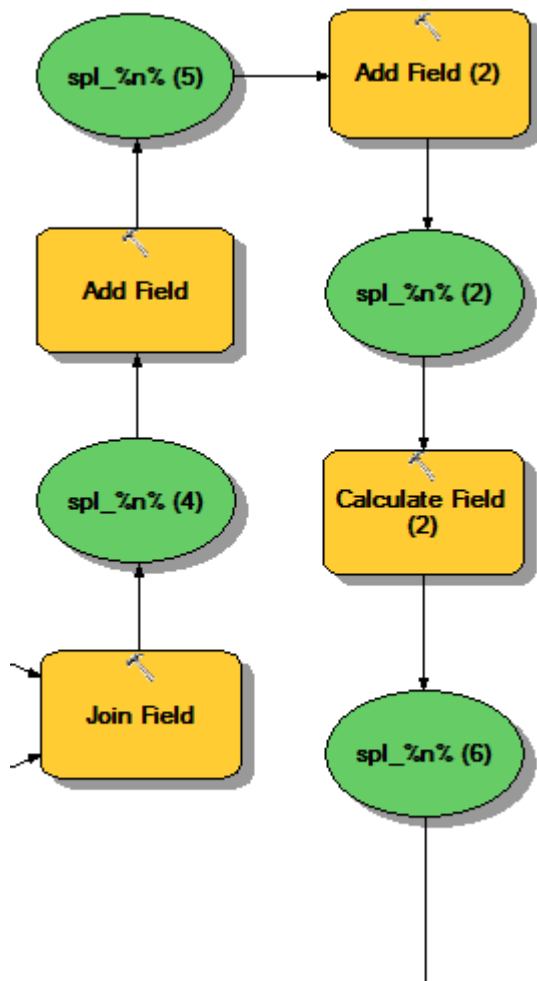 spl_%n% (5)
Add Field (2)
Add Field
spl_%n% (2)
spl_%n% (4)
Calculate Field
(2)
Join Field
spl_%n% (6)